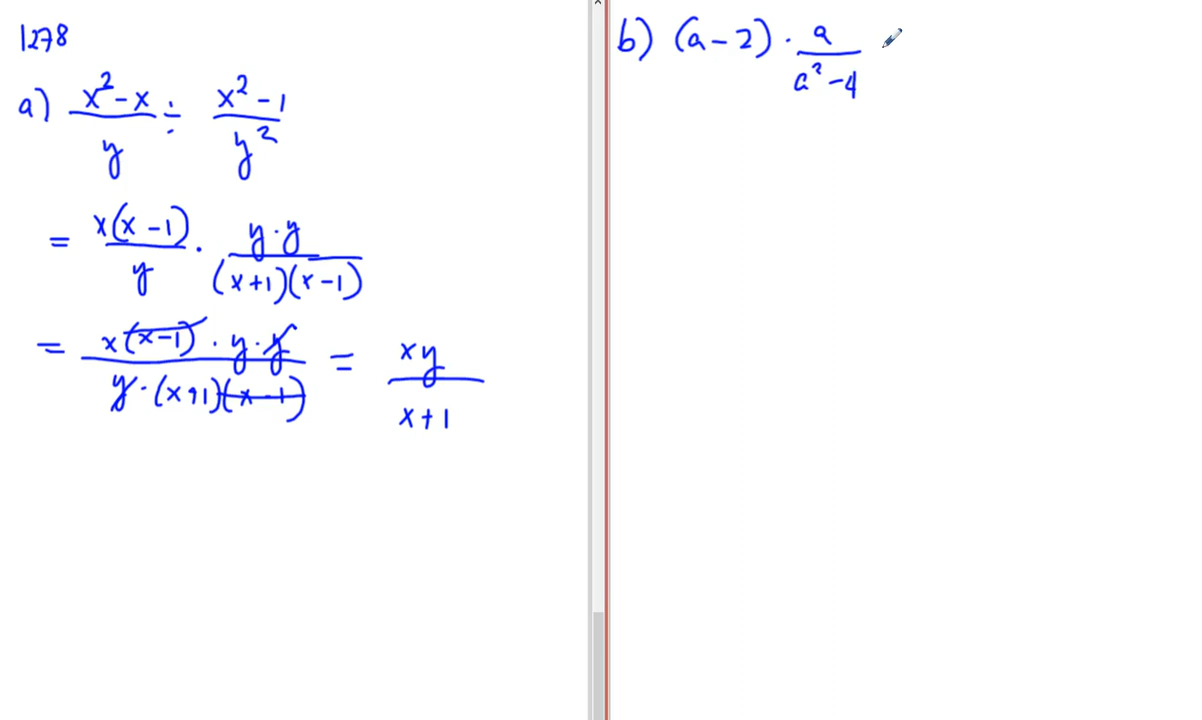 1278
a) (x² - x)/y ÷ (x² - 1)/y²
= x(x - 1)/y · y·y/((x+1)(x-1))
= x(x-1)·y·y/(y·(x+1)(x-1)) = xy/(x+1)
b) (a-2) · a/(a²-4)